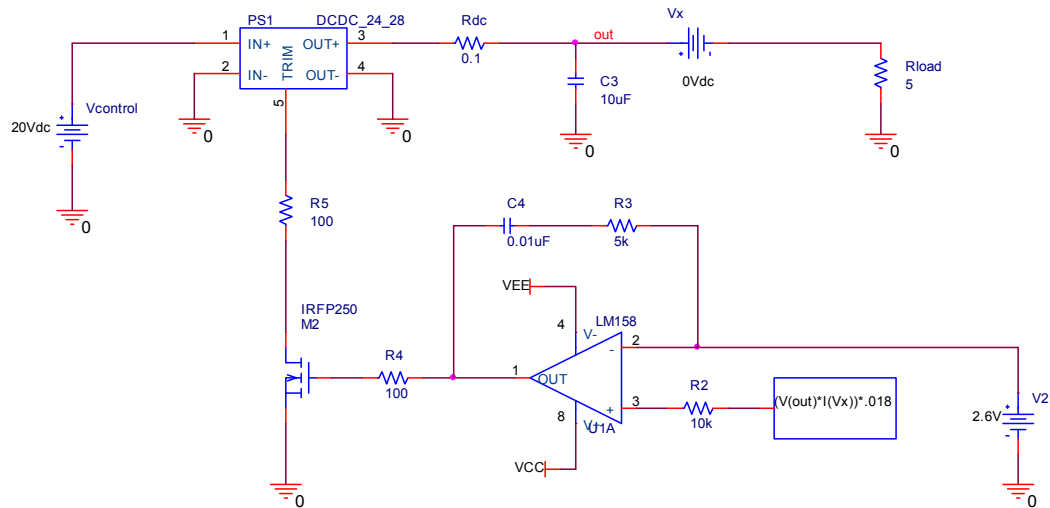 PS1 DCDC_24_28
1 IN+ OUT+ 3
2 IN- OUT- 4
TRIM
5
Rdc
0.1
out
Vx
+ -
0Vdc
C3
10uF
0
Rload
5
0
Vcontrol
20Vdc
+
-
0
0
0
R5
100
C4
0.01uF
R3
5k
VEE
IRFP250
M2
4
V-
LM158
2
-
R4
100
1
OUT
R2
10k
3
+
8
V+
U1A
(V(out)*I(Vx))*.018
VCC
V2
2.6V
+
-
0
0